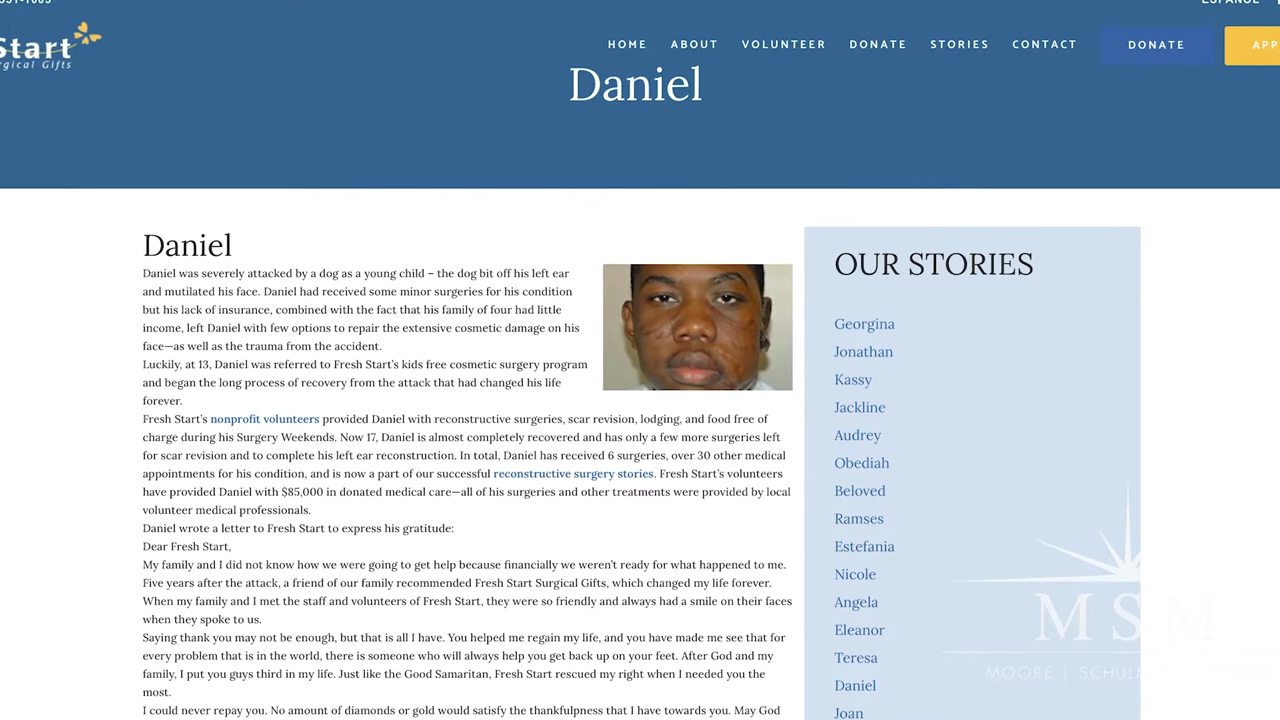 ESPAÑOL
Start
rgical Gifts
HOME ABOUT VOLUNTEER DONATE STORIES CONTACT DONATE APP
Daniel
Daniel
Daniel was severely attacked by a dog as a young child – the dog bit off his left ear
and mutilated his face. Daniel had received some minor surgeries for his condition
but his lack of insurance, combined with the fact that his family of four had little
income, left Daniel with few options to repair the extensive cosmetic damage on his
face—as well as the trauma from the accident.
Luckily, at 13, Daniel was referred to Fresh Start's kids free cosmetic surgery program
and began the long process of recovery from the attack that had changed his life
forever.
Fresh Start's nonprofit volunteers provided Daniel with reconstructive surgeries, scar revision, lodging, and food free of
charge during his Surgery Weekends. Now 17, Daniel is almost completely recovered and has only a few more surgeries left
for scar revision and to complete his left ear reconstruction. In total, Daniel has received 6 surgeries, over 30 other medical
appointments for his condition, and is now a part of our successful reconstructive surgery stories. Fresh Start's volunteers
have provided Daniel with $85,000 in donated medical care—all of his surgeries and other treatments were provided by local
volunteer medical professionals.
Daniel wrote a letter to Fresh Start to express his gratitude:
Dear Fresh Start,
My family and I did not know how we were going to get help because financially we weren't ready for what happened to me.
Five years after the attack, a friend of our family recommended Fresh Start Surgical Gifts, which changed my life forever.
When my family and I met the staff and volunteers of Fresh Start, they were so friendly and always had a smile on their faces
when they spoke to us.
Saying thank you may not be enough, but that is all I have. You helped me regain my life, and you have made me see that for
every problem that is in the world, there is someone who will always help you get back up on your feet. After God and my
family, I put you guys third in my life. Just like the Good Samaritan, Fresh Start rescued my right when I needed you the
most.
I could never repay you. No amount of diamonds or gold would satisfy the thankfulness that I have towards you. May God
OUR STORIES
Georgina
Jonathan
Kassy
Jackline
Audrey
Obediah
Beloved
Ramses
Estefania
Nicole
Angela
Eleanor
Teresa
Daniel
Joan
MSM
MOORE | SCHUL